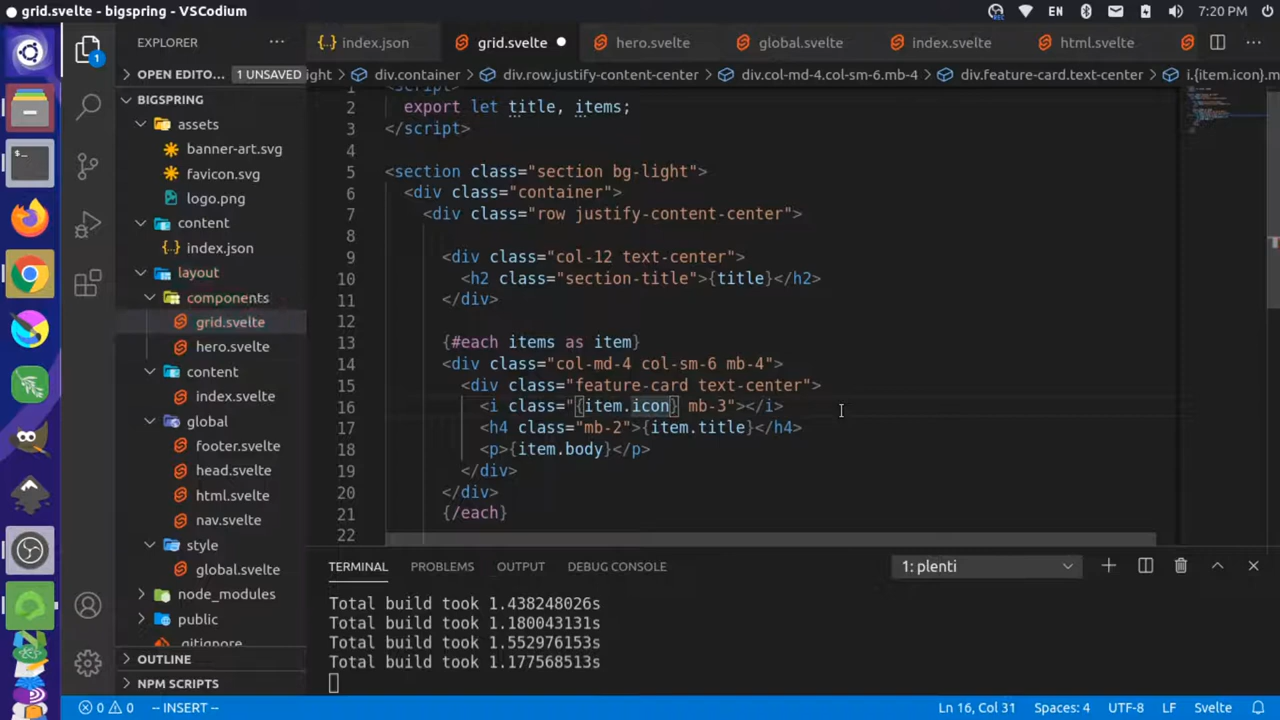 grid.svelte - bigspring - VSCodium
EN
7:20 PM
EXPLORER
index.json
grid.svelte
hero.svelte
global.svelte
index.svelte
html.svelte
OPEN EDITO...
1 UNSAVED
ight > div.container > div.row.justify-content-center > div.col-md-4.col-sm-6.mb-4 > div.feature-card.text-center > i.{item.icon}.m
BIGSPRING
assets
banner-art.svg
favicon.svg
logo.png
content
index.json
layout
components
grid.svelte
hero.svelte
content
index.svelte
global
footer.svelte
head.svelte
html.svelte
nav.svelte
style
global.svelte
node_modules
public
.gitignore
OUTLINE
NPM SCRIPTS
1 <script>
2 export let title, items;
3 </script>
4
5 <section class="section bg-light">
6 <div class="container">
7 <div class="row justify-content-center">
8
9 <div class="col-12 text-center">
10 <h2 class="section-title">{title}</h2>
11 </div>
12
13 {#each items as item}
14 <div class="col-md-4 col-sm-6 mb-4">
15 <div class="feature-card text-center">
16 <i class="{item.icon} mb-3"></i>
17 <h4 class="mb-2">{item.title}</h4>
18 <p>{item.body}</p>
19 </div>
20 </div>
21 {/each}
22
TERMINAL
PROBLEMS
OUTPUT
DEBUG CONSOLE
1: plenti
Total build took 1.438248026s
Total build took 1.180043131s
Total build took 1.552976153s
Total build took 1.177568513s
0 0
-- INSERT --
Ln 16, Col 31
Spaces: 4
UTF-8
LF
Svelte